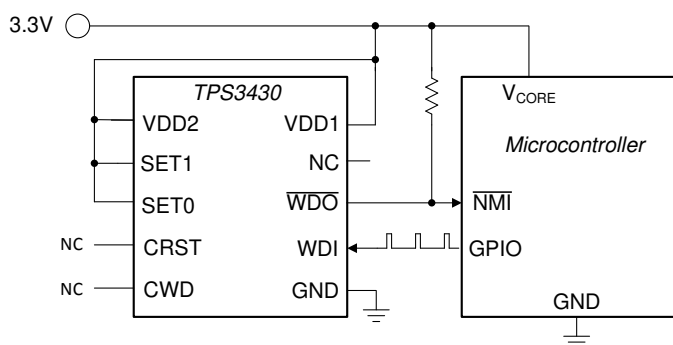 3.3V
TPS3430
VDD2 VDD1
SET1 NC
SET0 WDO
NC CRST WDI
NC CWD GND
VCORE
Microcontroller
NMI
GPIO
GND